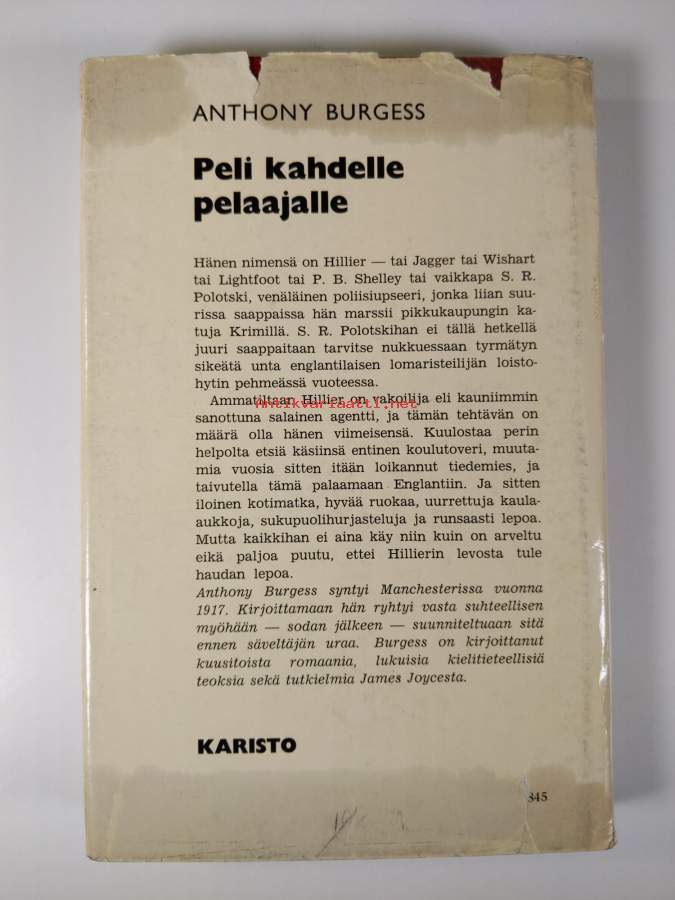 ANTHONY BURGESS
Peli kahdelle
pelaajalle
Hänen nimensä on Hillier — tai Jagger tai Wishart
tai Lightfoot tai P. B. Shelley tai vaikkapa S. R.
Polotski, venäläinen poliisiupseeri, jonka liian suu-
rissa saappaissa hän marssii pikkukaupungin ka-
tuja Krimillä. S. R. Polotskihan ei tällä hetkellä
juuri saappaitaan tarvitse nukkuessaan tyrmätyn
sikeätä unta englantilaisen lomaristeilijän loisto-
hytin pehmeässä vuoteessa.
Ammatiltaan Hillier on vakoilija eli kauniimmin
Antikvariaatti.net
sanottuna salainen agentti, ja tämän tehtävän on
määrä olla hänen viimeisensä. Kuulostaa perin
helpolta etsiä käsiinsä entinen koulutoveri, muuta-
mia vuosia sitten itään loikannut tiedemies, ja
taivutella tämä palaamaan Englantiin. Ja sitten
iloinen kotimatka, hyvää ruokaa, uurrettuja kaula-
aukkoja, sukupuolihurjasteluja ja runsaasti lepoa.
Mutta kaikkihan ei aina käy niin kuin on arveltu
eikä paljoa puutu, ettei Hillierin levosta tule
haudan lepoa.
Anthony Burgess syntyi Manchesterissa vuonna
1917. Kirjoittamaan hän ryhtyi vasta suhteellisen
myöhään — sodan jälkeen — suunniteltuaan sitä
ennen säveltäjän uraa. Burgess on kirjoittanut
kuusitoista romaania, lukuisia kielitieteellisiä
teoksia sekä tutkielmia James Joycesta.
KARISTO
845